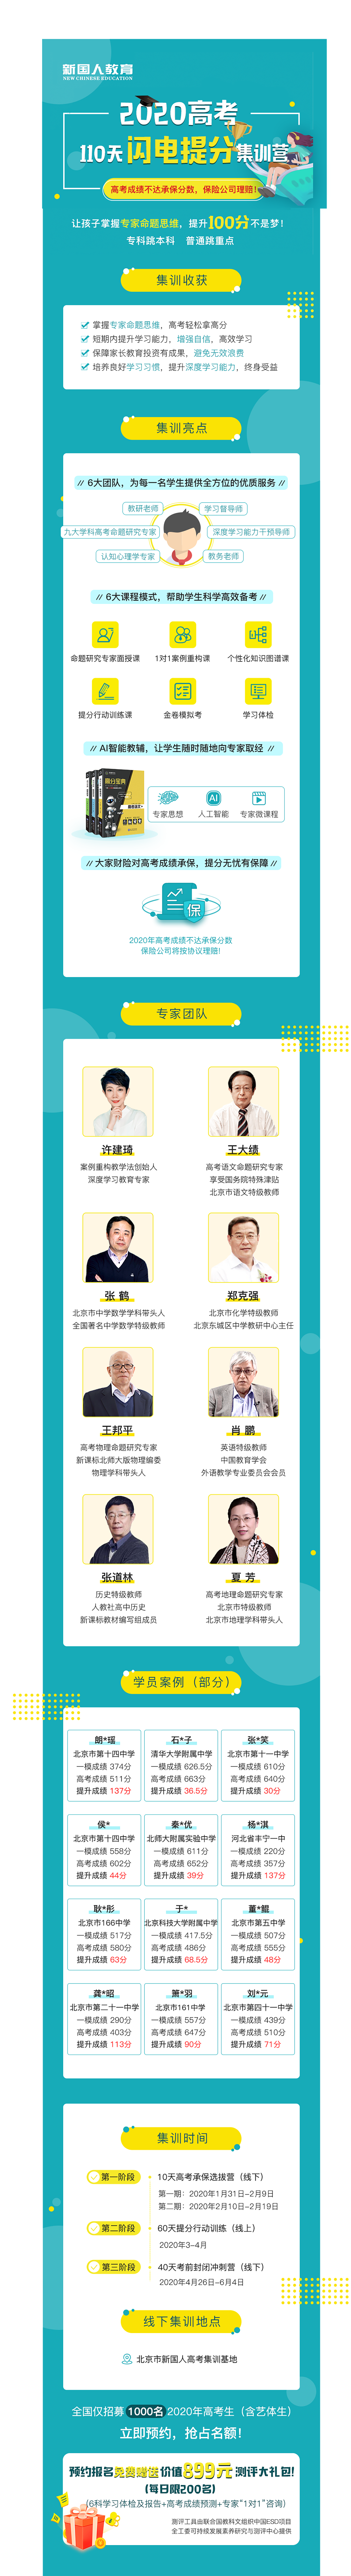 新国人教育
NEW CHINESE EDUCATION
2020高考
110天 闪电提分集训营
高考成绩不达承保分数，保险公司理赔！
让孩子掌握专家命题思维，提升100分不是梦！
专科跳本科 普通跳重点
集训收获
掌握专家命题思维，高考轻松拿高分
短期内提升学习能力，增强自信，高效学习
保障家长教育投资有成果，避免无效浪费
培养良好学习习惯，提升深度学习能力，终身受益
集训亮点
// 6大团队，为每一名学生提供全方位的优质服务 //
教研老师 学习督导师
九大学科高考命题研究专家 深度学习能力干预导师
认知心理学专家 教务老师
// 6大课程模式，帮助学生科学高效备考 //
命题研究专家面授课 1对1案例重构课 个性化知识图谱课
提分行动训练课 金卷模拟考 学习体检
// AI智能教辅，让学生随时随地向专家取经 //
AI
专家思想 人工智能 专家微课程
// 大家财险对高考成绩承保，提分无忧有保障 //
保
2020年高考成绩不达承保分数
保险公司将按协议理赔!
专家团队
许建琦 王大绩
案例重构教学法创始人 高考语文命题研究专家
深度学习教育专家 享受国务院特殊津贴
北京市语文特级教师
张 鹤 郑克强
北京市中学数学学科带头人 北京市化学特级教师
全国著名中学数学特级教师 北京东城区中学教研中心主任
王邦平 肖 鹏
高考物理命题研究专家 英语特级教师
新课标北师大版物理编委 中国教育学会
物理学科带头人 外语教学专业委员会会员
张道林 夏 芳
历史特级教师 高考地理命题研究专家
人教社高中历史 北京市特级教师
新课标教材编写组成员 北京市地理学科带头人
学员案例（部分）
朗*瑶 石*子 张*笑
北京市第十四中学 清华大学附属中学 北京市第十一中学
一模成绩 374分 一模成绩 626.5分 一模成绩 610分
高考成绩 511分 高考成绩 663分 高考成绩 640分
提升成绩 137分 提升成绩 36.5分 提升成绩 30分
侯* 秦*优 杨*淇
北京市第十四中学 北师大附属实验中学 河北省丰宁一中
一模成绩 558分 一模成绩 611分 一模成绩 220分
高考成绩 602分 高考成绩 652分 高考成绩 357分
提升成绩 44分 提升成绩 39分 提升成绩 137分
耿*彤 于* 董*鲲
北京市166中学 北京科技大学附属中学 北京市第五中学
一模成绩 517分 一模成绩 417.5分 一模成绩 507分
高考成绩 580分 高考成绩 486分 高考成绩 555分
提升成绩 63分 提升成绩 68.5分 提升成绩 48分
龚*昭 箫*羽 刘*元
北京市第二十一中学 北京市161中学 北京市第四十一中学
一模成绩 290分 一模成绩 557分 一模成绩 439分
高考成绩 403分 高考成绩 647分 高考成绩 510分
提升成绩 113分 提升成绩 90分 提升成绩 71分
集训时间
第一阶段 10天高考承保选拔营（线下）
第一期：2020年1月31日-2月9日
第二期：2020年2月10日-2月19日
第二阶段 60天提分行动训练（线上）
2020年3-4月
第三阶段 40天考前封闭冲刺营（线下）
2020年4月26日-6月4日
线下集训地点
北京市新国人高考集训基地
全国仅招募 1000名 2020年高考生（含艺体生）
立即预约，抢占名额！
预约报名免费赠送价值899元 测评大礼包！
(每日限200名)
(6科学习体检及报告+高考成绩预测+专家“1对1”咨询)
测评工具由联合国教科文组织中国ESD项目
全工委可持续发展素养研究与测评中心提供